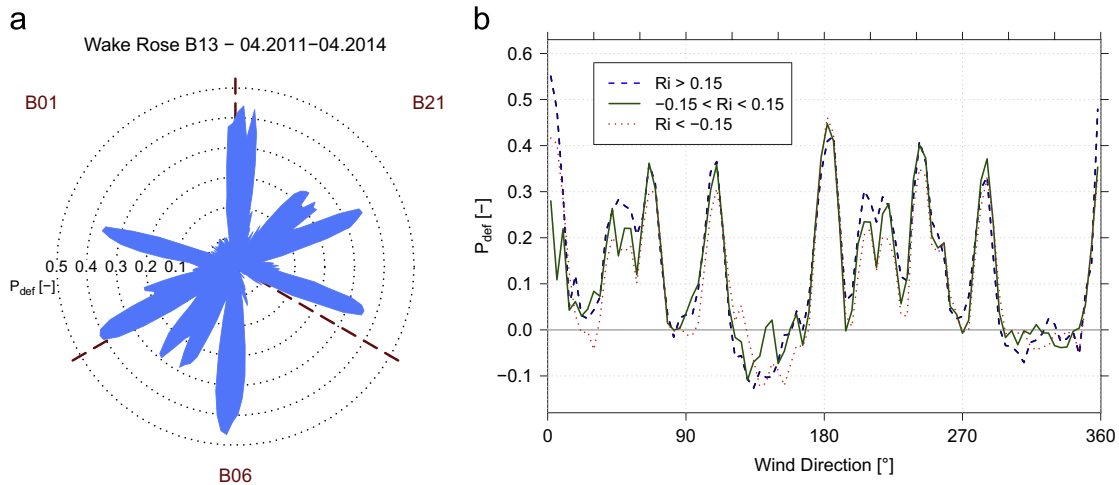 a
Wake Rose B13 − 04.2011−04.2014
B01
B21
0.5 0.4 0.3 0.2 0.1
Pdef [−]
B06
b
Ri > 0.15
−0.15 < Ri < 0.15
Ri < −0.15
0.6
0.5
0.4
0.3
0.2
0.1
0.0
−0.1
Pdef [−]
0 90 180 270 360
Wind Direction [°]